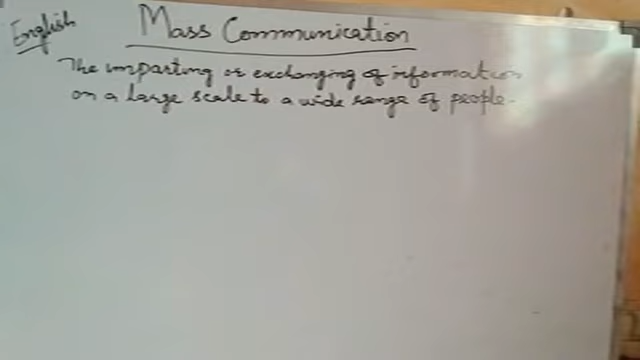 English
Mass Communication
The imparting or exchanging of information
on a large scale to a wide range of people.